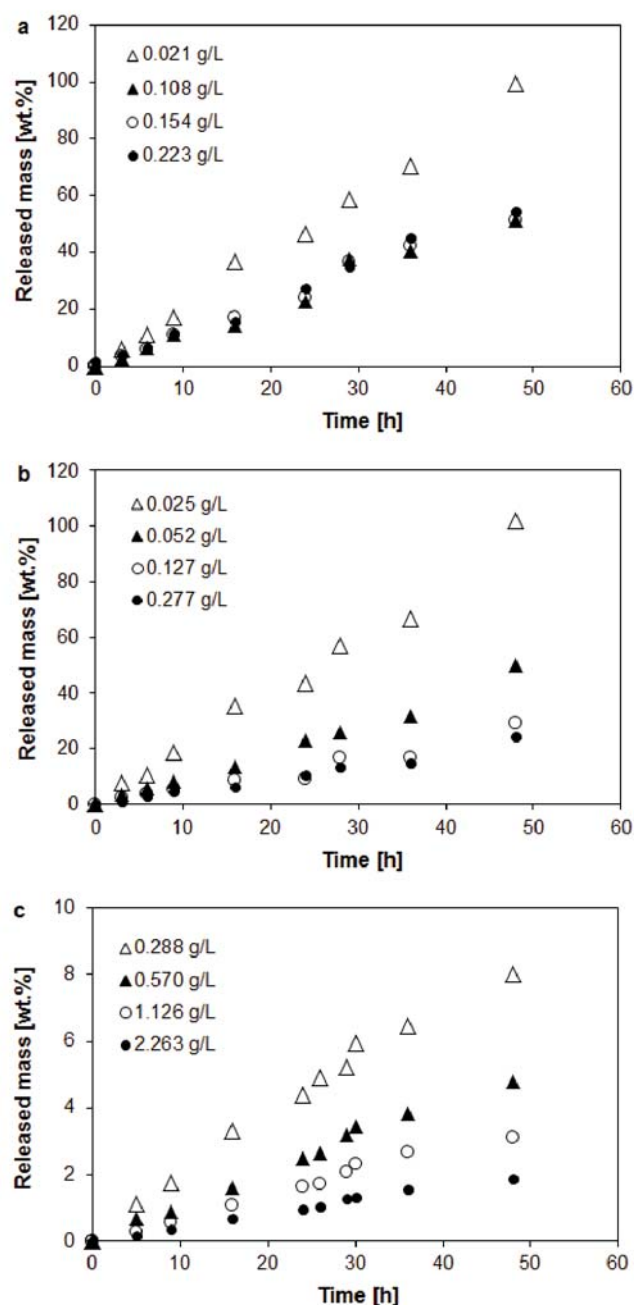 a
120
100
80
60
40
20
0
Released mass [wt.%]
△ 0.021 g/L
▲ 0.108 g/L
○ 0.154 g/L
● 0.223 g/L
0 10 20 30 40 50 60
Time [h]
b
120
100
80
60
40
20
0
Released mass [wt.%]
△ 0.025 g/L
▲ 0.052 g/L
○ 0.127 g/L
● 0.277 g/L
0 10 20 30 40 50 60
Time [h]
c
10
8
6
4
2
0
Released mass [wt.%]
△ 0.288 g/L
▲ 0.570 g/L
○ 1.126 g/L
● 2.263 g/L
0 10 20 30 40 50 60
Time [h]